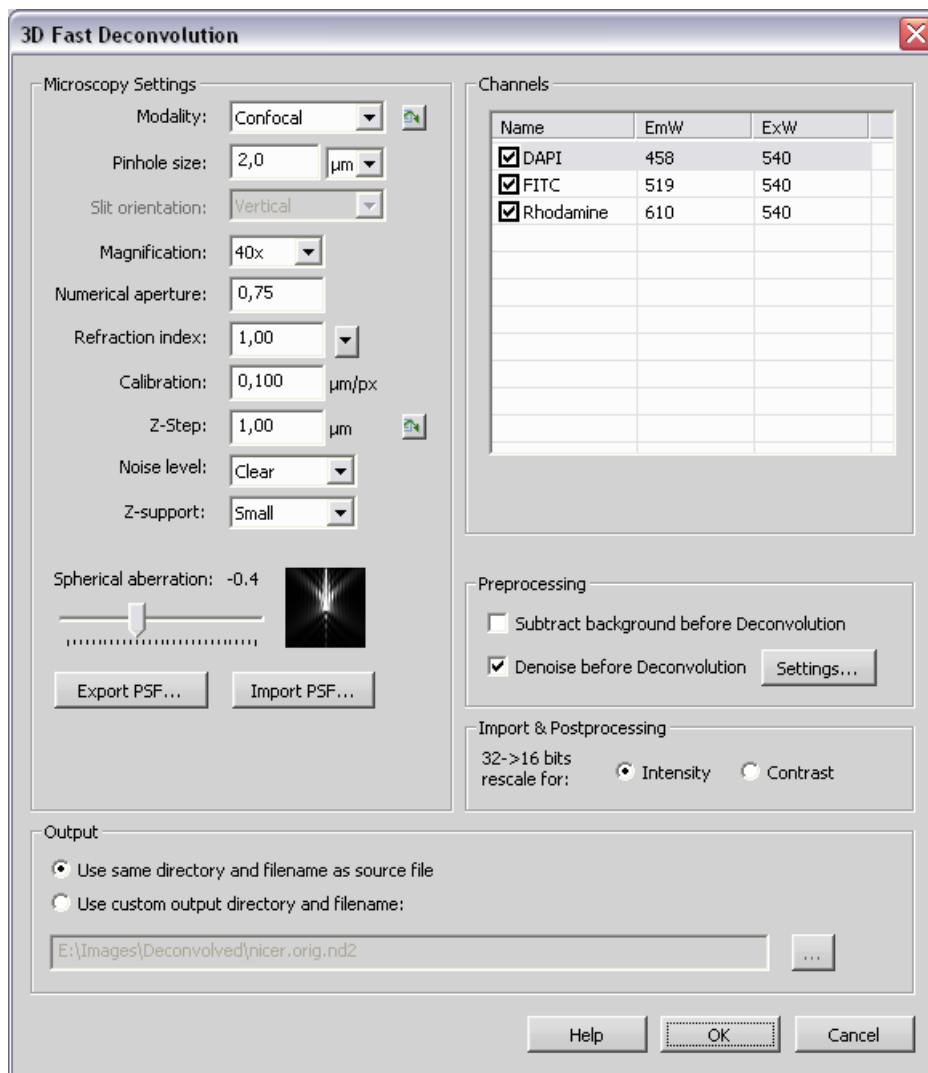 3D Fast Deconvolution
Microscopy Settings
Modality: Confocal
Pinhole size: 2,0 µm
Slit orientation: Vertical
Magnification: 40x
Numerical aperture: 0,75
Refraction index: 1,00
Calibration: 0,100 µm/px
Z-Step: 1,00 µm
Noise level: Clear
Z-support: Small
Spherical aberration: -0.4
Export PSF... Import PSF...
Channels
Name EmW ExW
DAPI 458 540
FITC 519 540
Rhodamine 610 540
Preprocessing
Subtract background before Deconvolution
Denoise before Deconvolution Settings...
Import & Postprocessing
32->16 bits
rescale for: Intensity Contrast
Output
Use same directory and filename as source file
Use custom output directory and filename:
E:\Images\Deconvolved\nicer.orig.nd2 ...
Help OK Cancel